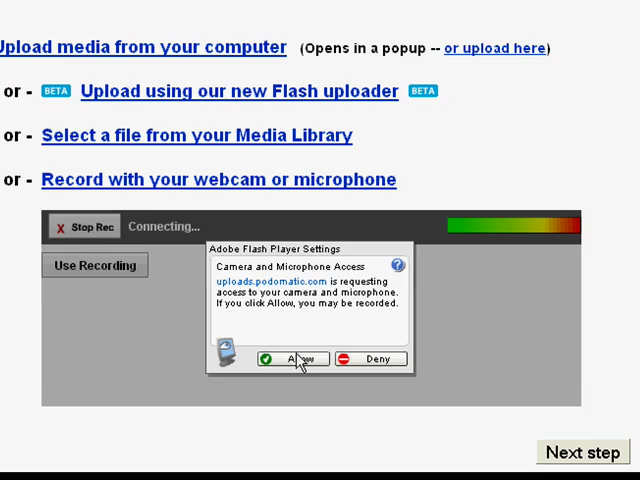 Upload media from your computer (Opens in a popup -- or upload here)
or - BETA Upload using our new Flash uploader BETA
or - Select a file from your Media Library
or - Record with your webcam or microphone
X Stop Rec Connecting...
Use Recording
Adobe Flash Player Settings
Camera and Microphone Access ?
uploads.podomatic.com is requesting
access to your camera and microphone.
If you click Allow, you may be recorded.
Allow Deny
Next step